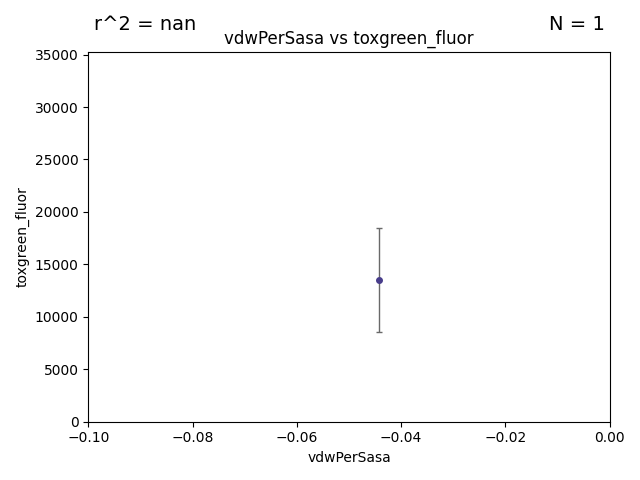 r^2 = nan
N = 1
vdwPerSasa vs toxgreen_fluor
35000
30000
25000
20000
15000
10000
5000
0
toxgreen_fluor
−0.10
−0.08
−0.06
−0.04
−0.02
0.00
vdwPerSasa